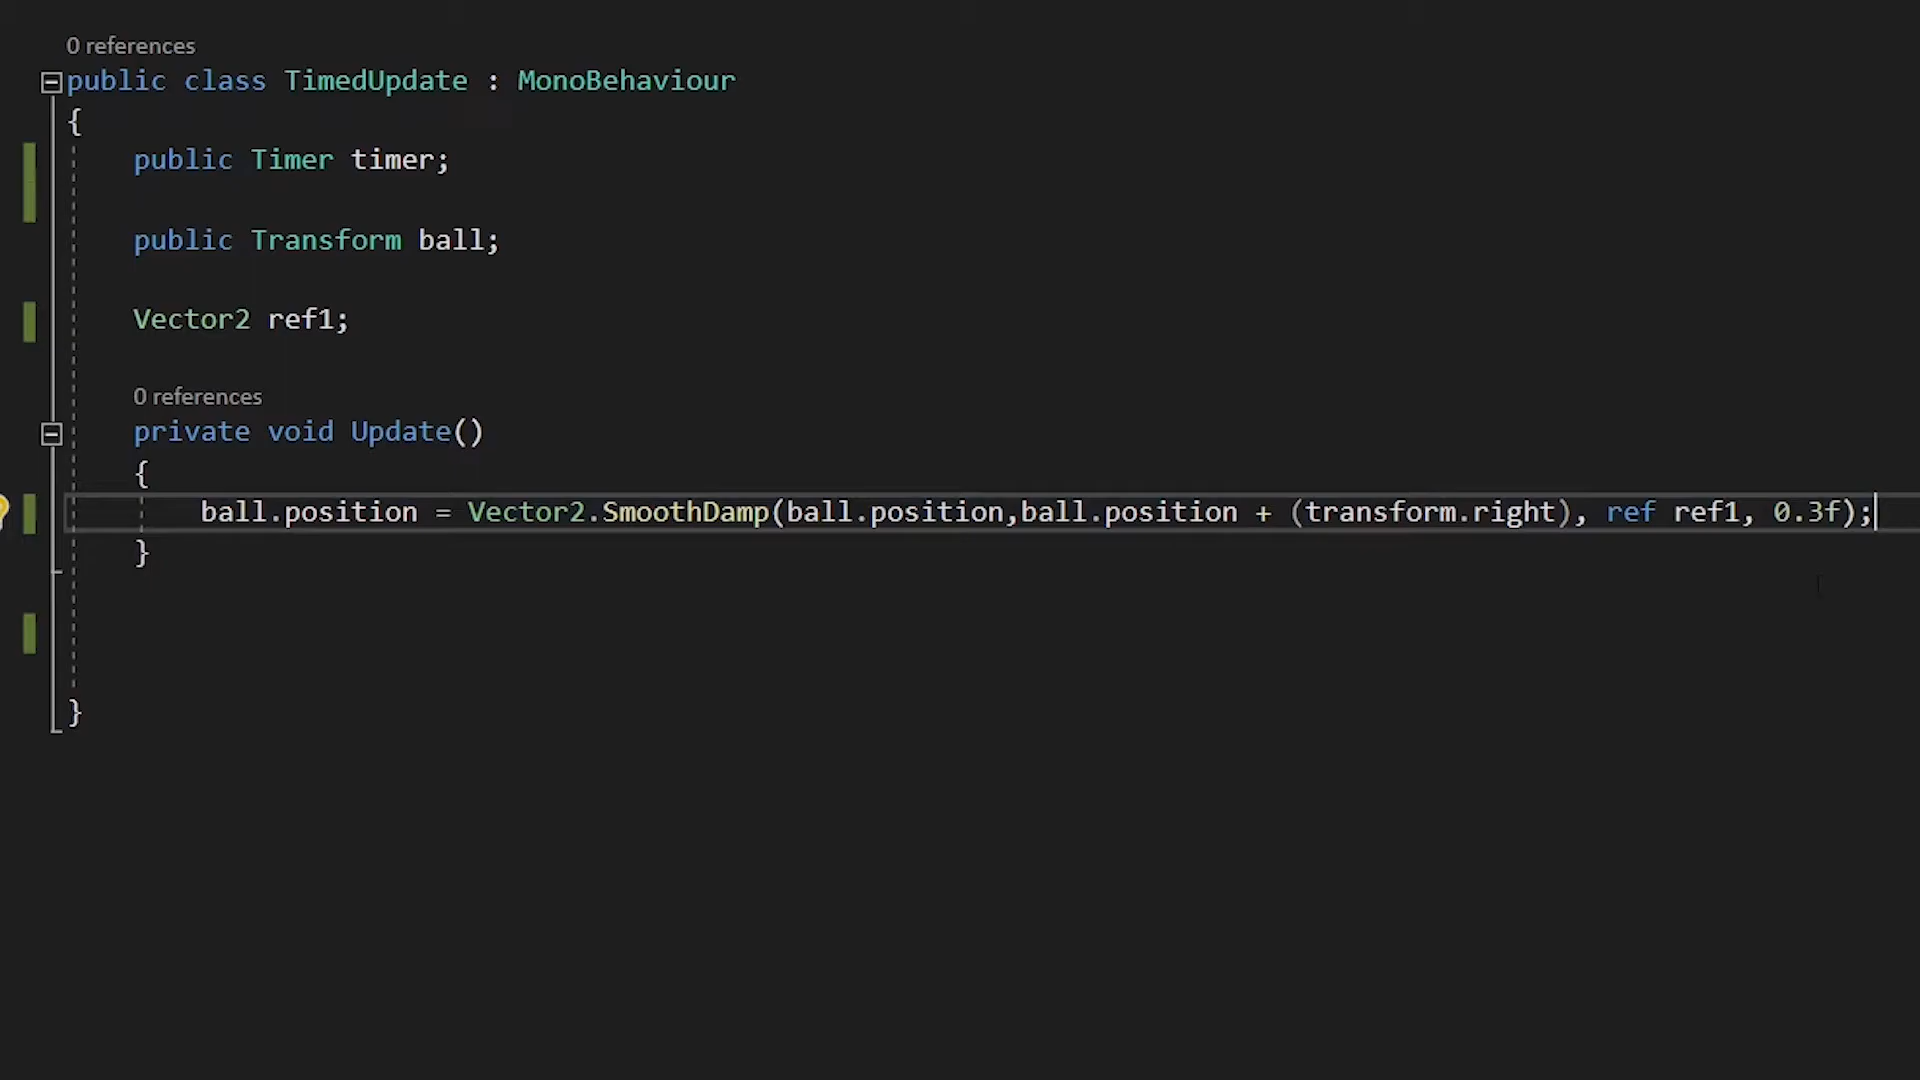 0 references
public class TimedUpdate : MonoBehaviour
{
public Timer timer;
public Transform ball;
Vector2 ref1;
0 references
private void Update()
{
ball.position = Vector2.SmoothDamp(ball.position,ball.position + (transform.right), ref ref1, 0.3f);
}
}